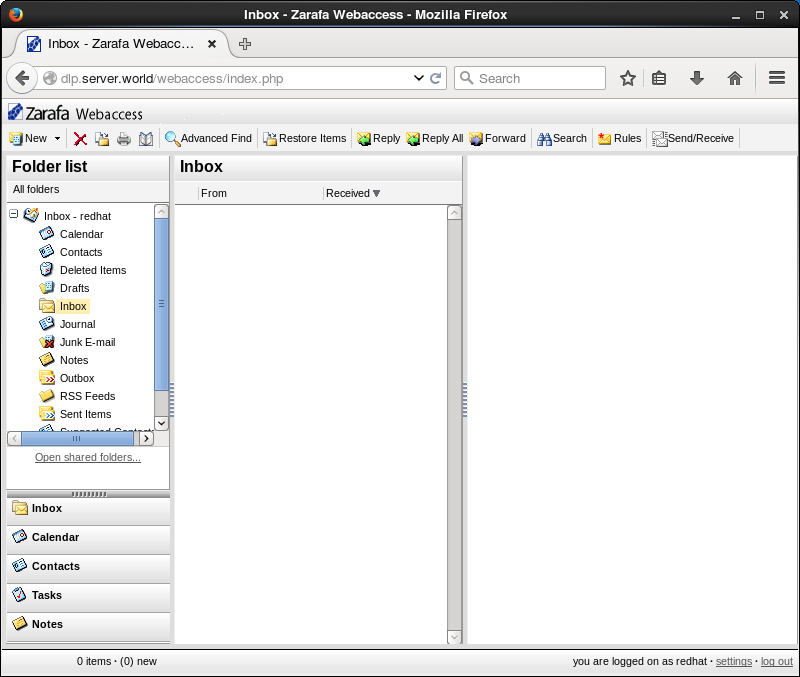 Inbox - Zarafa Webaccess - Mozilla Firefox
Inbox - Zarafa Webacc...
dlp.server.world/webaccess/index.php
Search
Zarafa Webaccess
New
Advanced Find
Restore Items
Reply
Reply All
Forward
Search
Rules
Send/Receive
Folder list
All folders
Inbox - redhat
Calendar
Contacts
Deleted Items
Drafts
Inbox
Journal
Junk E-mail
Notes
Outbox
RSS Feeds
Sent Items
Suggested Contacts
Open shared folders...
Inbox
Calendar
Contacts
Tasks
Notes
Inbox
From
Received
0 items · (0) new
you are logged on as redhat · settings · log out